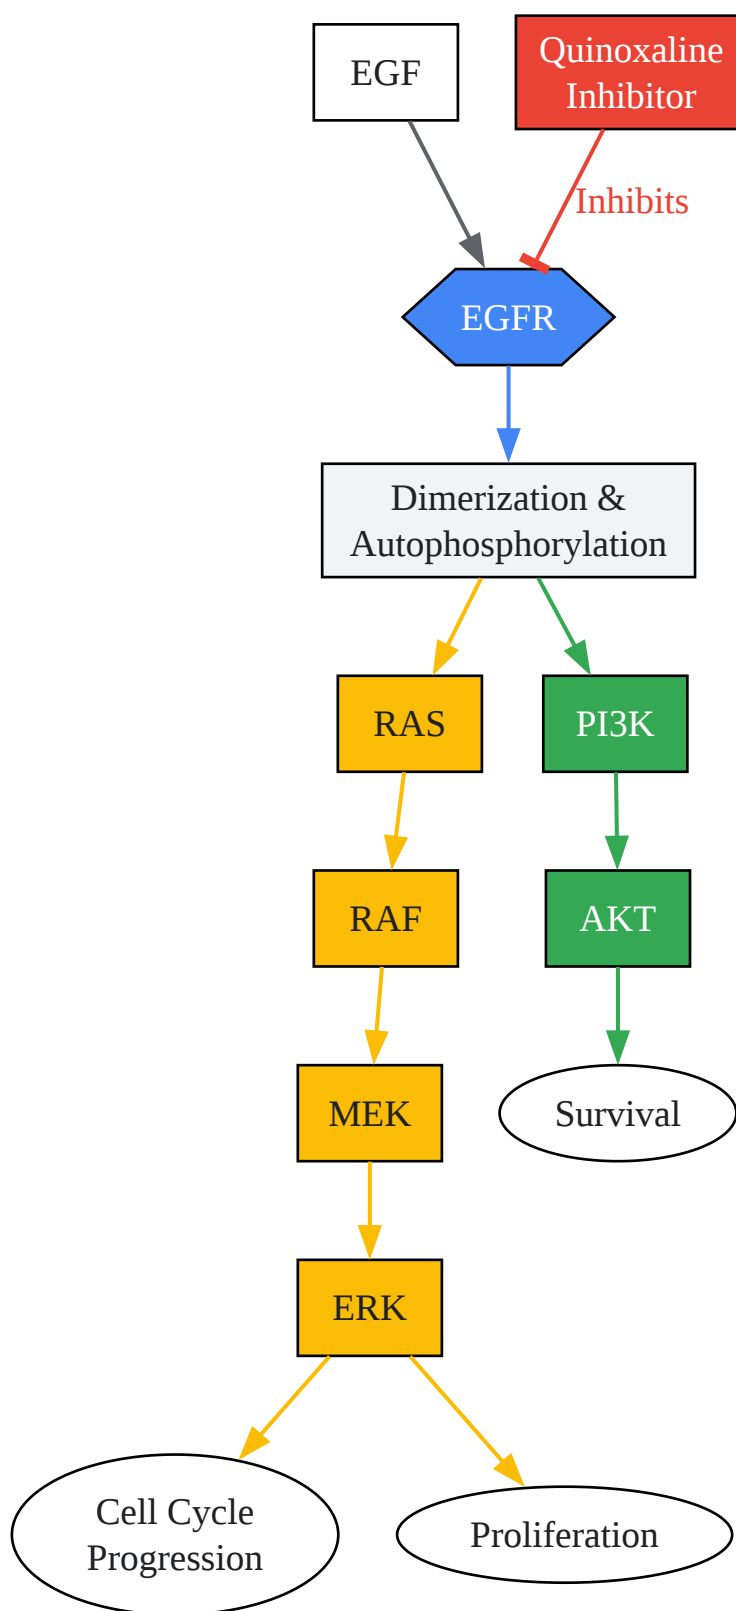 EGF
Quinoxaline
Inhibitor
Inhibits
EGFR
Dimerization &
Autophosphorylation
RAS
PI3K
RAF
AKT
MEK
Survival
ERK
Cell Cycle
Progression
Proliferation